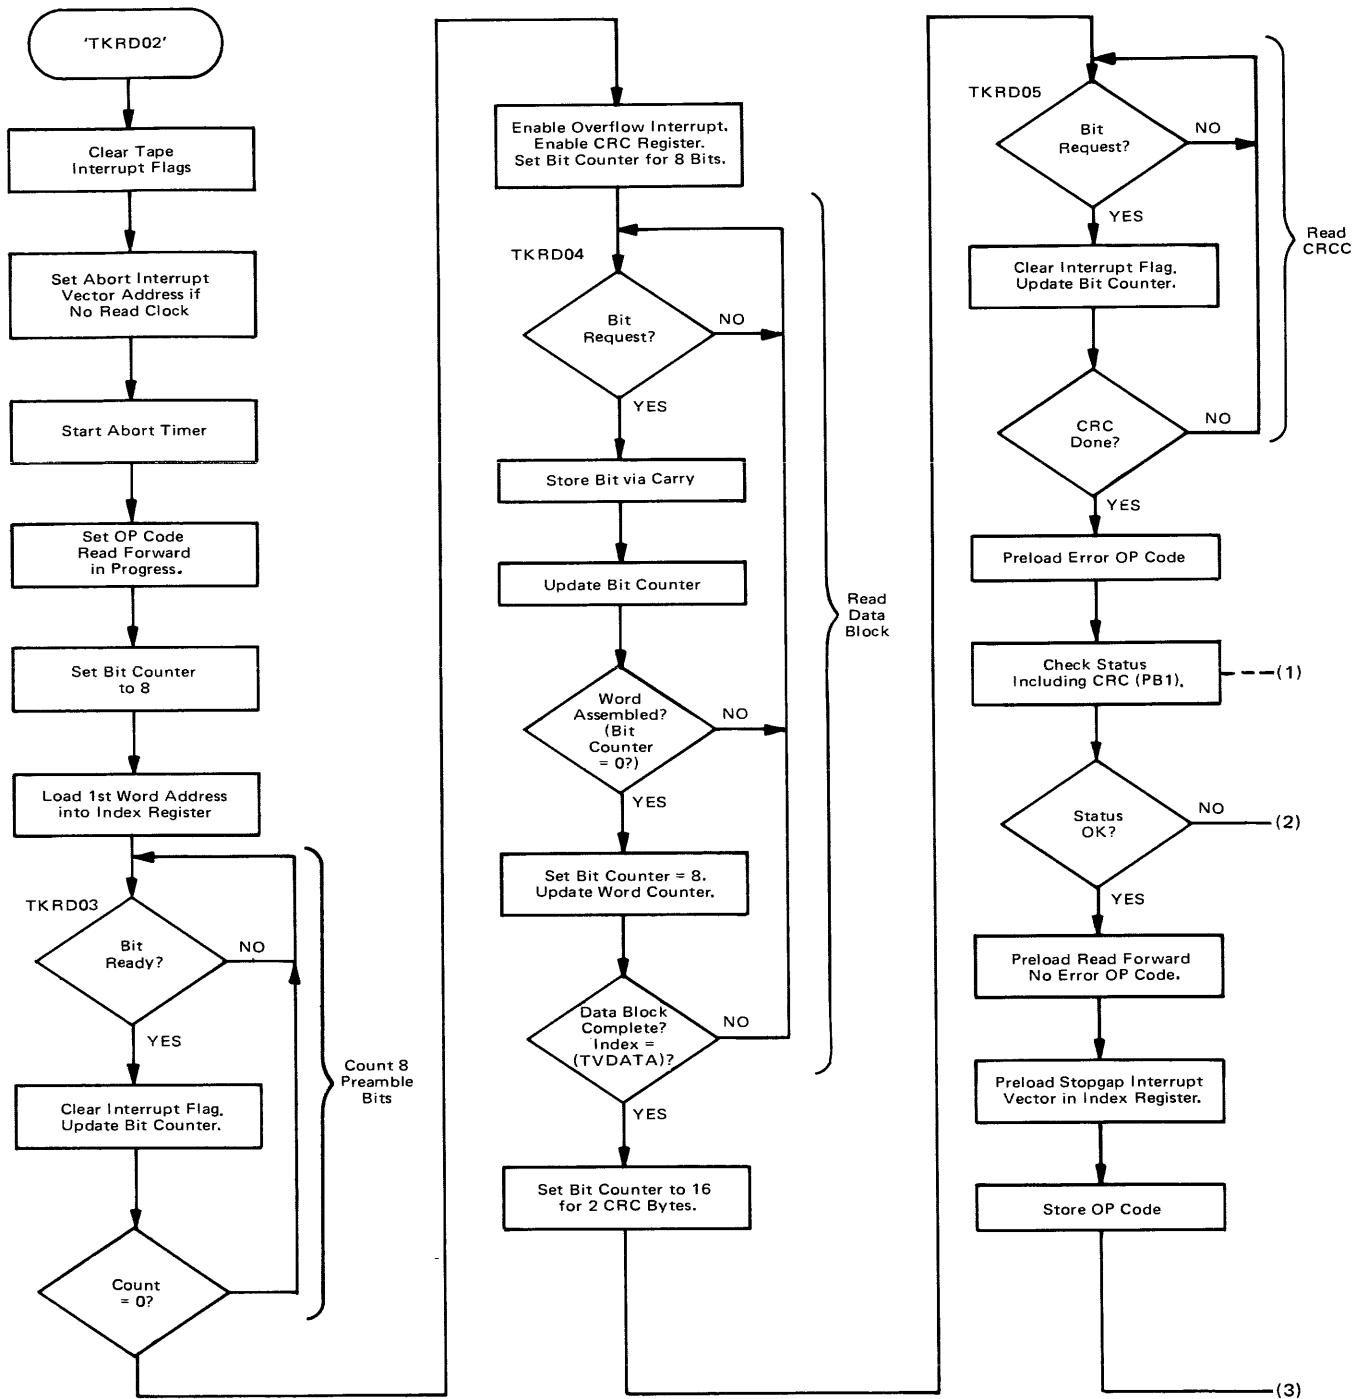 'TKRD02'
Clear Tape
Interrupt Flags
Set Abort Interrupt
Vector Address if
No Read Clock
Start Abort Timer
Set OP Code
Read Forward
in Progress.
Set Bit Counter
to 8
Load 1st Word Address
into Index Register
TKRD03
Bit
Ready?
NO
YES
Clear Interrupt Flag.
Update Bit Counter.
Count
= 0?
Count 8
Preamble
Bits
Enable Overflow Interrupt.
Enable CRC Register.
Set Bit Counter for 8 Bits.
TKRD04
Bit
Request?
NO
YES
Store Bit via Carry
Update Bit Counter
Word
Assembled?
(Bit
Counter
= 0?)
NO
YES
Set Bit Counter = 8.
Update Word Counter.
Data Block
Complete?
Index =
(TVDATA)?
NO
YES
Set Bit Counter to 16
for 2 CRC Bytes.
Read
Data
Block
TKRD05
Bit
Request?
NO
YES
Clear Interrupt Flag.
Update Bit Counter.
CRC
Done?
NO
YES
Read
CRCC
Preload Error OP Code
Check Status
Including CRC (PB1).
(1)
Status
OK?
NO
(2)
YES
Preload Read Forward
No Error OP Code.
Preload Stopgap Interrupt
Vector in Index Register.
Store OP Code
(3)